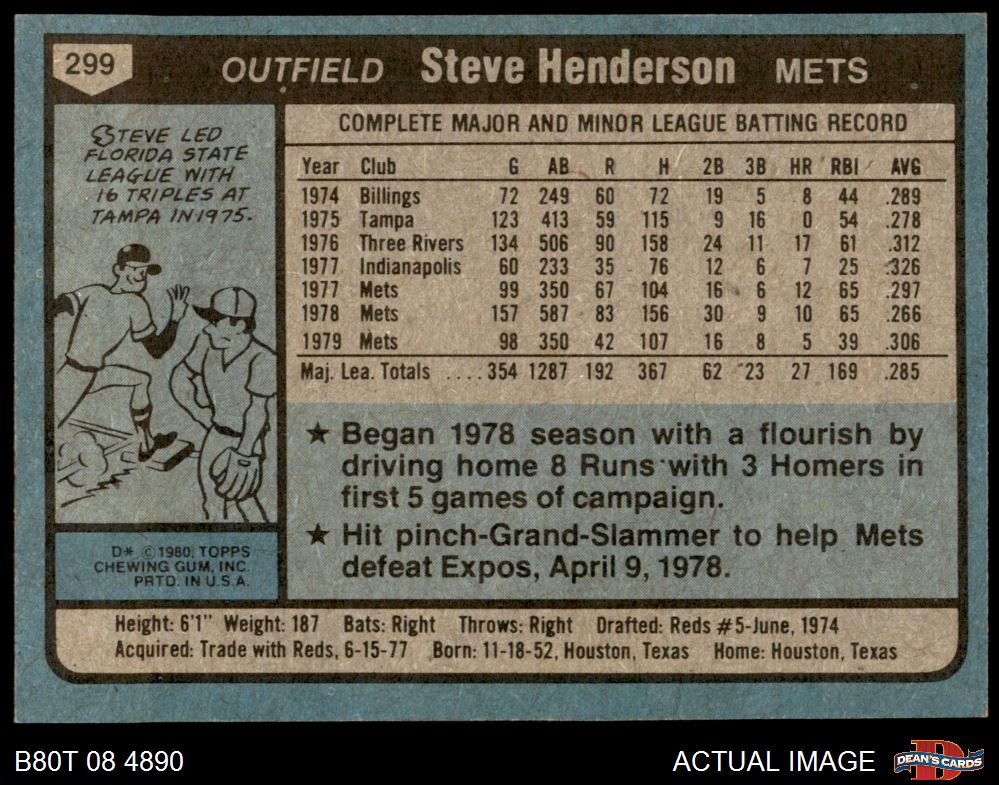 299
OUTFIELD Steve Henderson METS
STEVE LED
FLORIDA STATE
LEAGUE WITH
16 TRIPLES AT
TAMPA IN 1975.
D* © 1980, TOPPS
CHEWING GUM, INC.
PRTD. IN U.S.A.
COMPLETE MAJOR AND MINOR LEAGUE BATTING RECORD
Year Club G AB R H 2B 3B HR RBI AVG
1974 Billings 72 249 60 72 19 5 8 44 .289
1975 Tampa 123 413 59 115 9 16 0 54 .278
1976 Three Rivers 134 506 90 158 24 11 17 61 .312
1977 Indianapolis 60 233 35 76 12 6 7 25 .326
1977 Mets 99 350 67 104 16 6 12 65 .297
1978 Mets 157 587 83 156 30 9 10 65 .266
1979 Mets 98 350 42 107 16 8 5 39 .306
Maj. Lea. Totals ....354 1287 192 367 62 23 27 169 .285
★ Began 1978 season with a flourish by
driving home 8 Runs with 3 Homers in
first 5 games of campaign.
★ Hit pinch-Grand-Slammer to help Mets
defeat Expos, April 9, 1978.
Height: 6'1" Weight: 187 Bats: Right Throws: Right Drafted: Reds #5-June, 1974
Acquired: Trade with Reds, 6-15-77 Born: 11-18-52, Houston, Texas Home: Houston, Texas
B80T 08 4890
ACTUAL IMAGE
D
DEAN'S CARDS